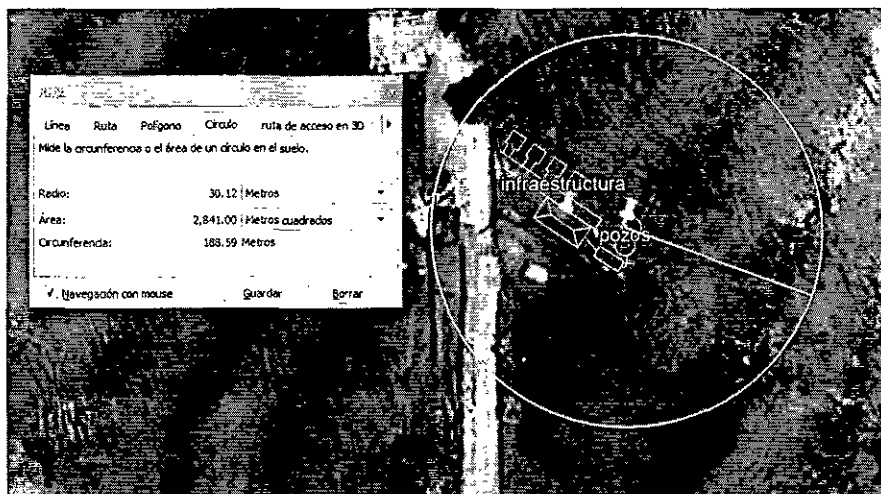 Línea Ruta Polígono Círculo ruta de acceso en 3D
Mide la circunferencia o el área de un círculo en el suelo.
Radio: 30.12 Metros
Área: 2,841.00 Metros cuadrados
Circunferencia: 188.59 Metros
Navegación con mouse Guardar Borrar
infraestructura
pozos